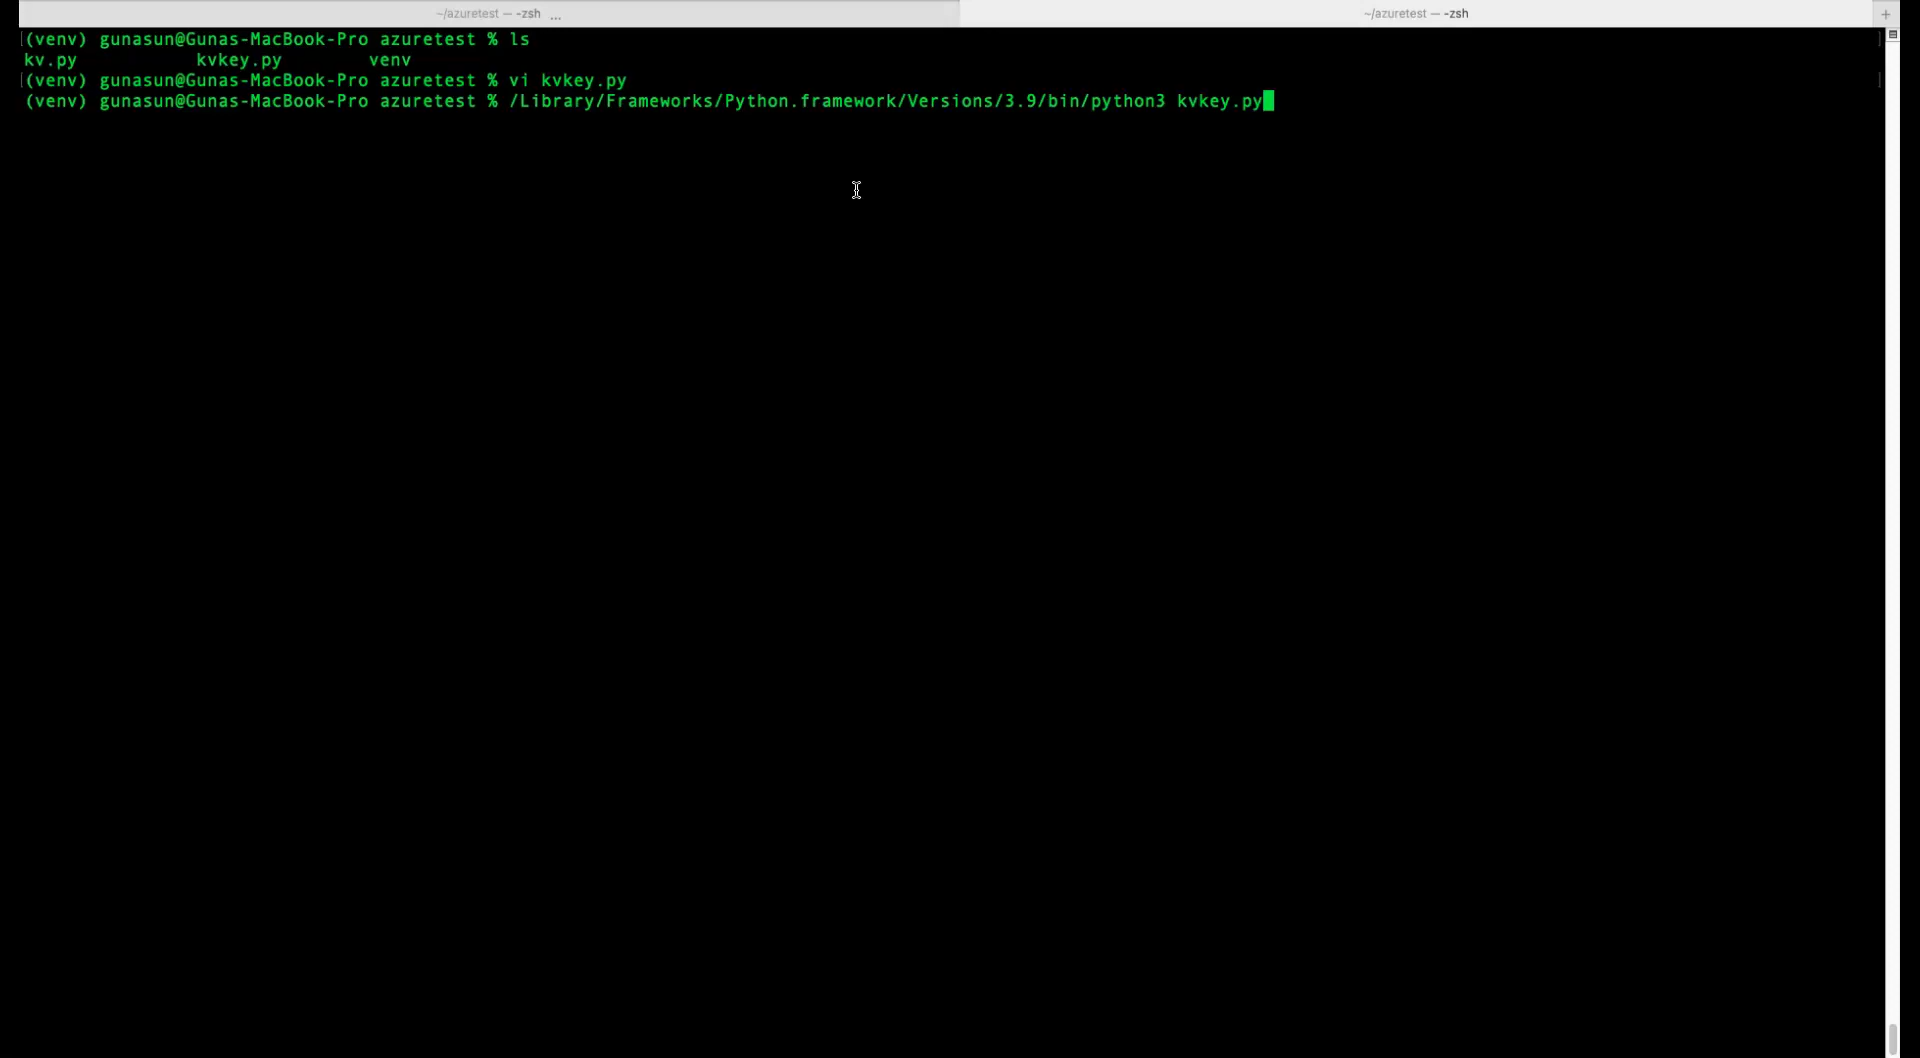 ~/azuretest — -zsh ... ~/azuretest — -zsh +
(venv) gunasun@Gunas-MacBook-Pro azuretest % ls
kv.py kvkey.py venv
(venv) gunasun@Gunas-MacBook-Pro azuretest % vi kvkey.py
(venv) gunasun@Gunas-MacBook-Pro azuretest % /Library/Frameworks/Python.framework/Versions/3.9/bin/python3 kvkey.py